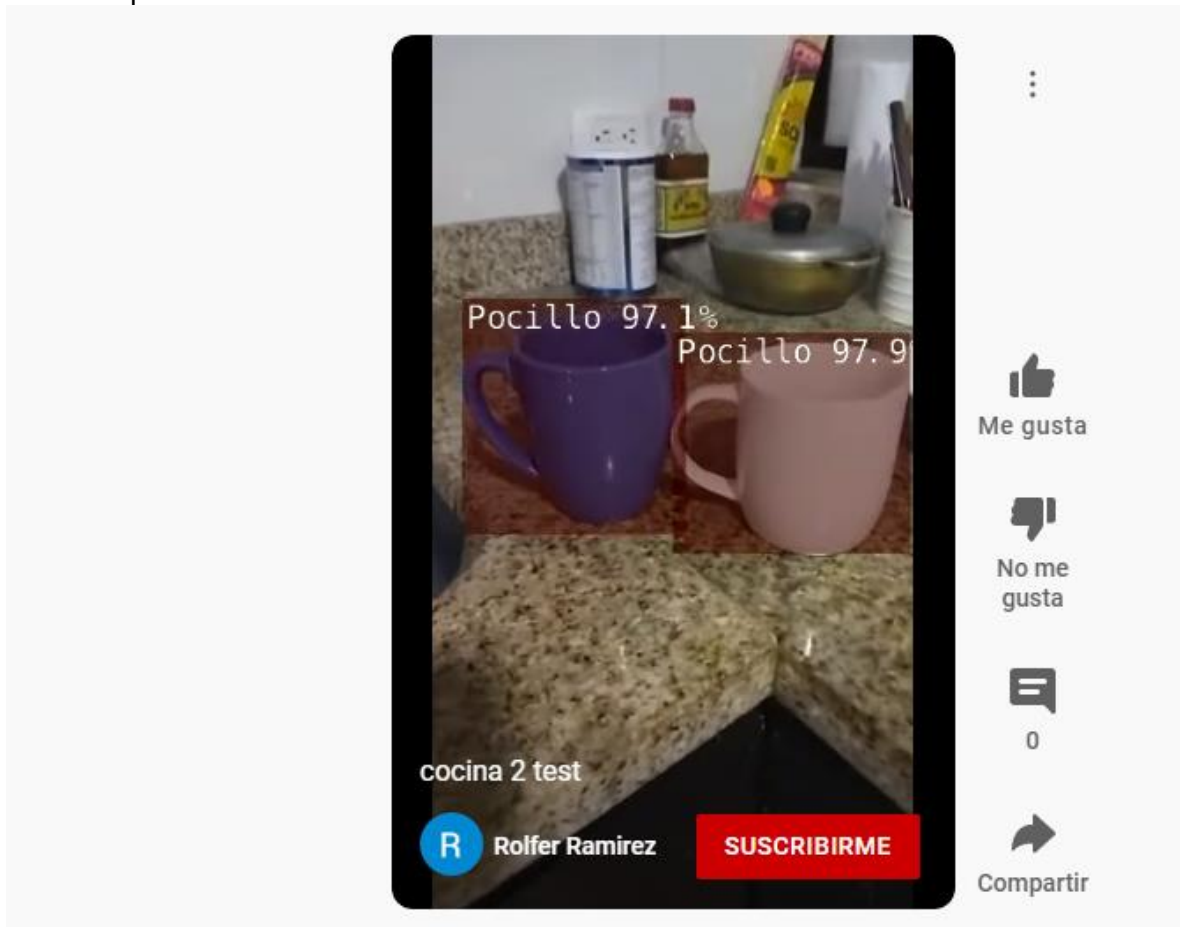 Pocillo 97.1%
Pocillo 97.9
cocina 2 test
R
Rolfer Ramirez
SUSCRIBIRME
Me gusta
No me
gusta
0
Compartir